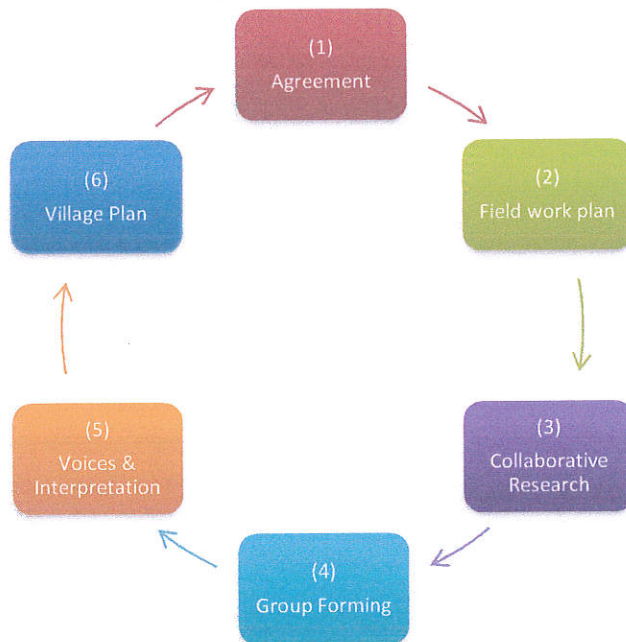 (1)
Agreement
(2)
Field work plan
(3)
Collaborative
Research
(4)
Group Forming
(5)
Voices &
Interpretation
(6)
Village Plan